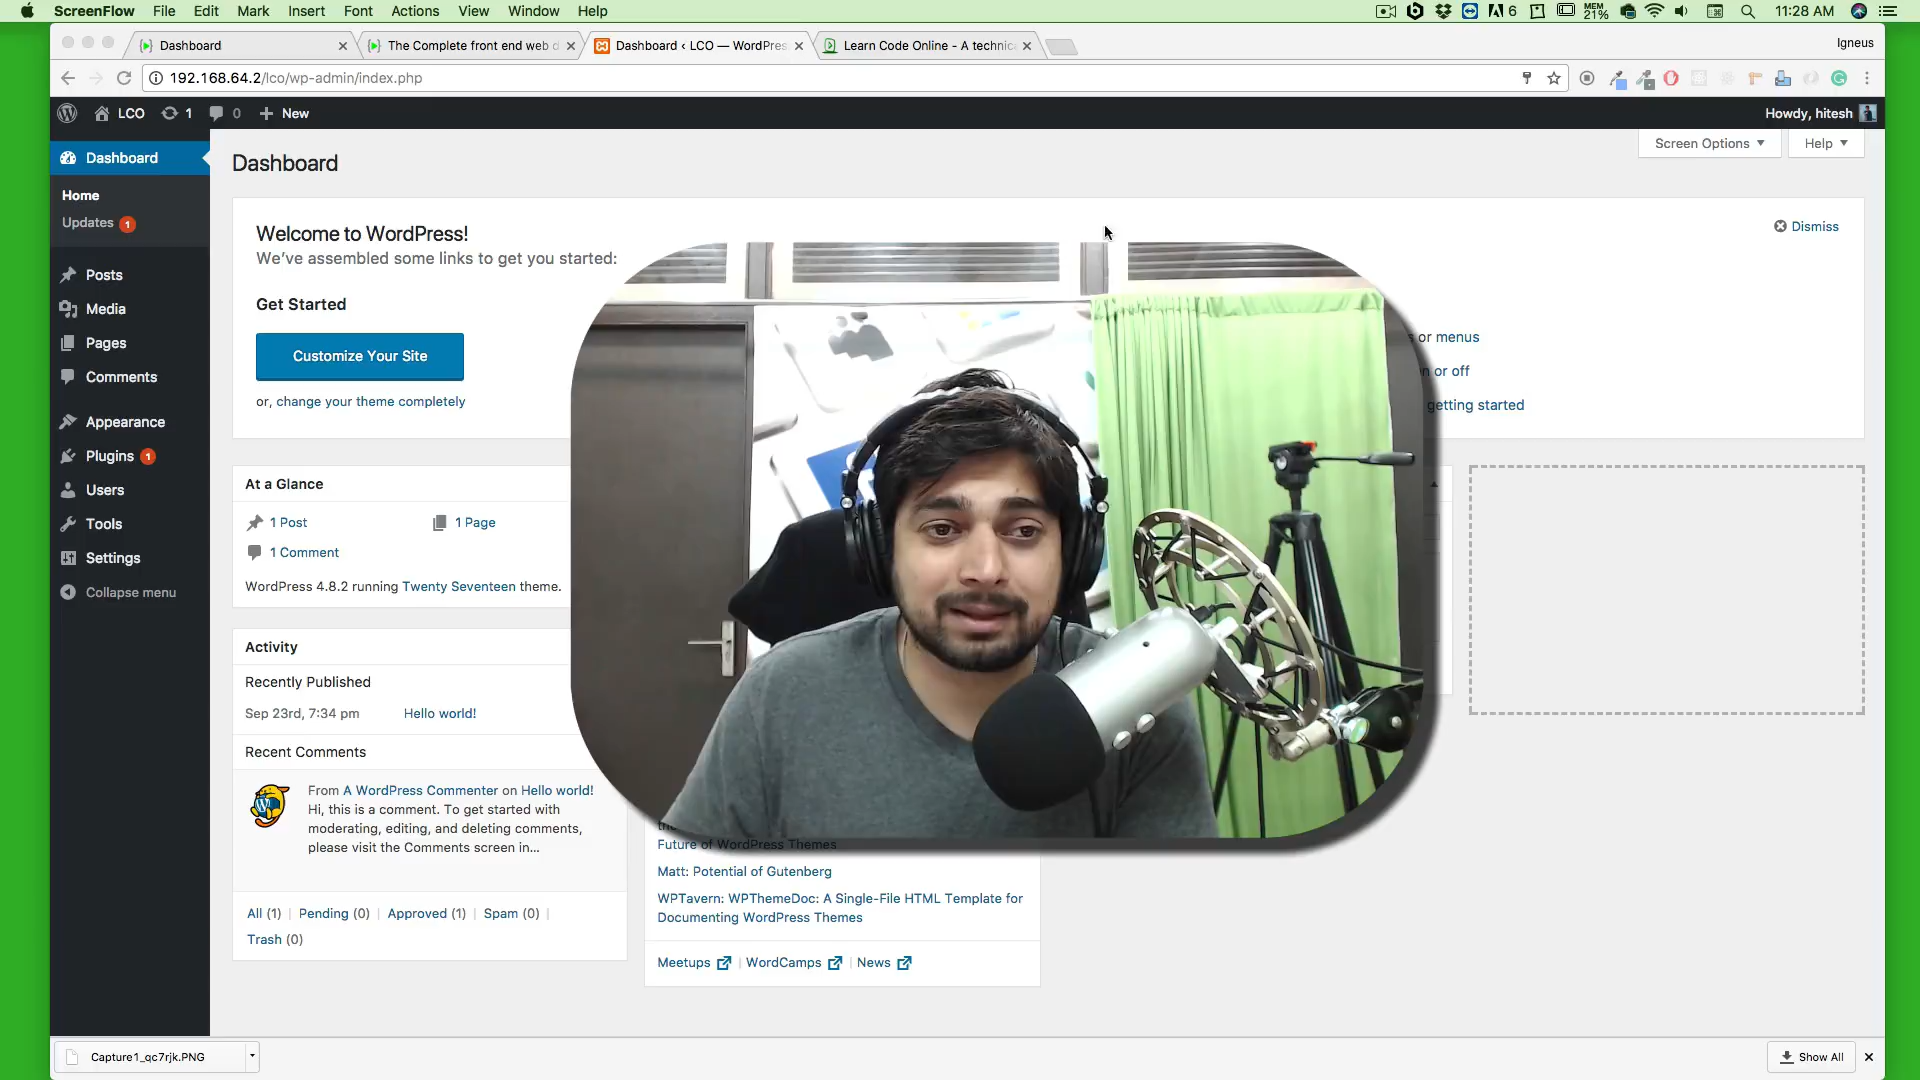 ScreenFlow File Edit Mark Insert Font Actions View Window Help 6 MEM 21% 11:28 AM
Dashboard The Complete front end web d Dashboard ‹ LCO — WordPres Learn Code Online - A technic Igneus
192.168.64.2/lco/wp-admin/index.php
LCO 1 0 New Howdy, hitesh
Dashboard
Home
Updates 1
Posts
Media
Pages
Comments
Appearance
Plugins 1
Users
Tools
Settings
Collapse menu
Dashboard
Screen Options Help
Welcome to WordPress!
Dismiss
We've assembled some links to get you started:
Get Started
Customize Your Site
or, change your theme completely
or menus
or off
getting started
At a Glance
1 Post 1 Page
1 Comment
WordPress 4.8.2 running Twenty Seventeen theme.
Activity
Recently Published
Sep 23rd, 7:34 pm Hello world!
Recent Comments
From A WordPress Commenter on Hello world!
Hi, this is a comment. To get started with
moderating, editing, and deleting comments,
please visit the Comments screen in...
All (1) | Pending (0) | Approved (1) | Spam (0) |
Trash (0)
Future of WordPress Themes
Matt: Potential of Gutenberg
WPTavern: WPThemeDoc: A Single-File HTML Template for
Documenting WordPress Themes
Meetups | WordCamps | News
Capture1_qc7rjk.PNG
Show All